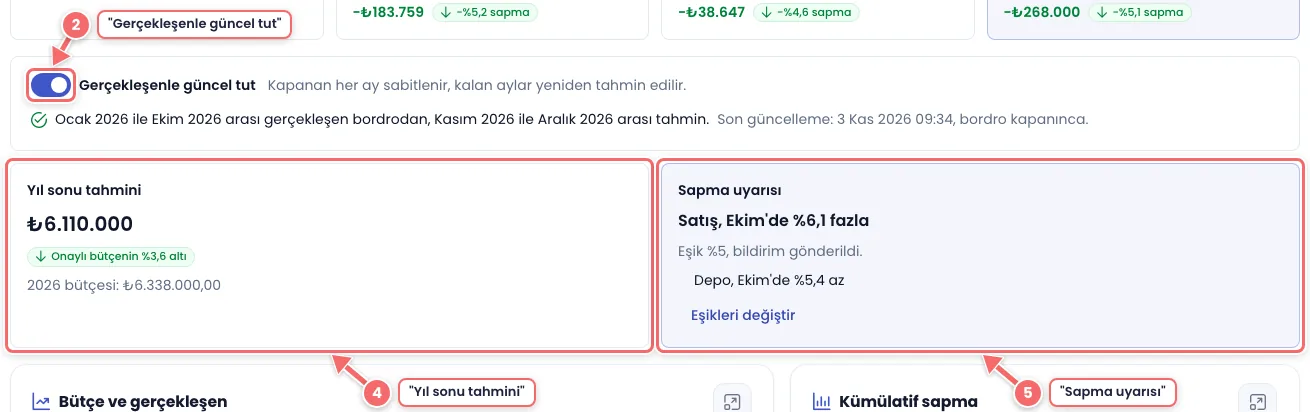 -₺183.759 -%5,2 sapma
-₺38.647 -%4,6 sapma
-₺268.000 -%5,1 sapma
2 "Gerçekleşenle güncel tut"
Gerçekleşenle güncel tut Kapanan her ay sabitlenir, kalan aylar yeniden tahmin edilir.
Ocak 2026 ile Ekim 2026 arası gerçekleşen bordrodan, Kasım 2026 ile Aralık 2026 arası tahmin. Son güncelleme: 3 Kas 2026 09:34, bordro kapanınca.
Yıl sonu tahmini
₺6.110.000
Onaylı bütçenin %3,6 altı
2026 bütçesi: ₺6.338.000,00
Sapma uyarısı
Satış, Ekim'de %6,1 fazla
Eşik %5, bildirim gönderildi.
Depo, Ekim'de %5,4 az
Eşikleri değiştir
4 "Yıl sonu tahmini"
5 "Sapma uyarısı"
Bütçe ve gerçekleşen
Kümülatif sapma